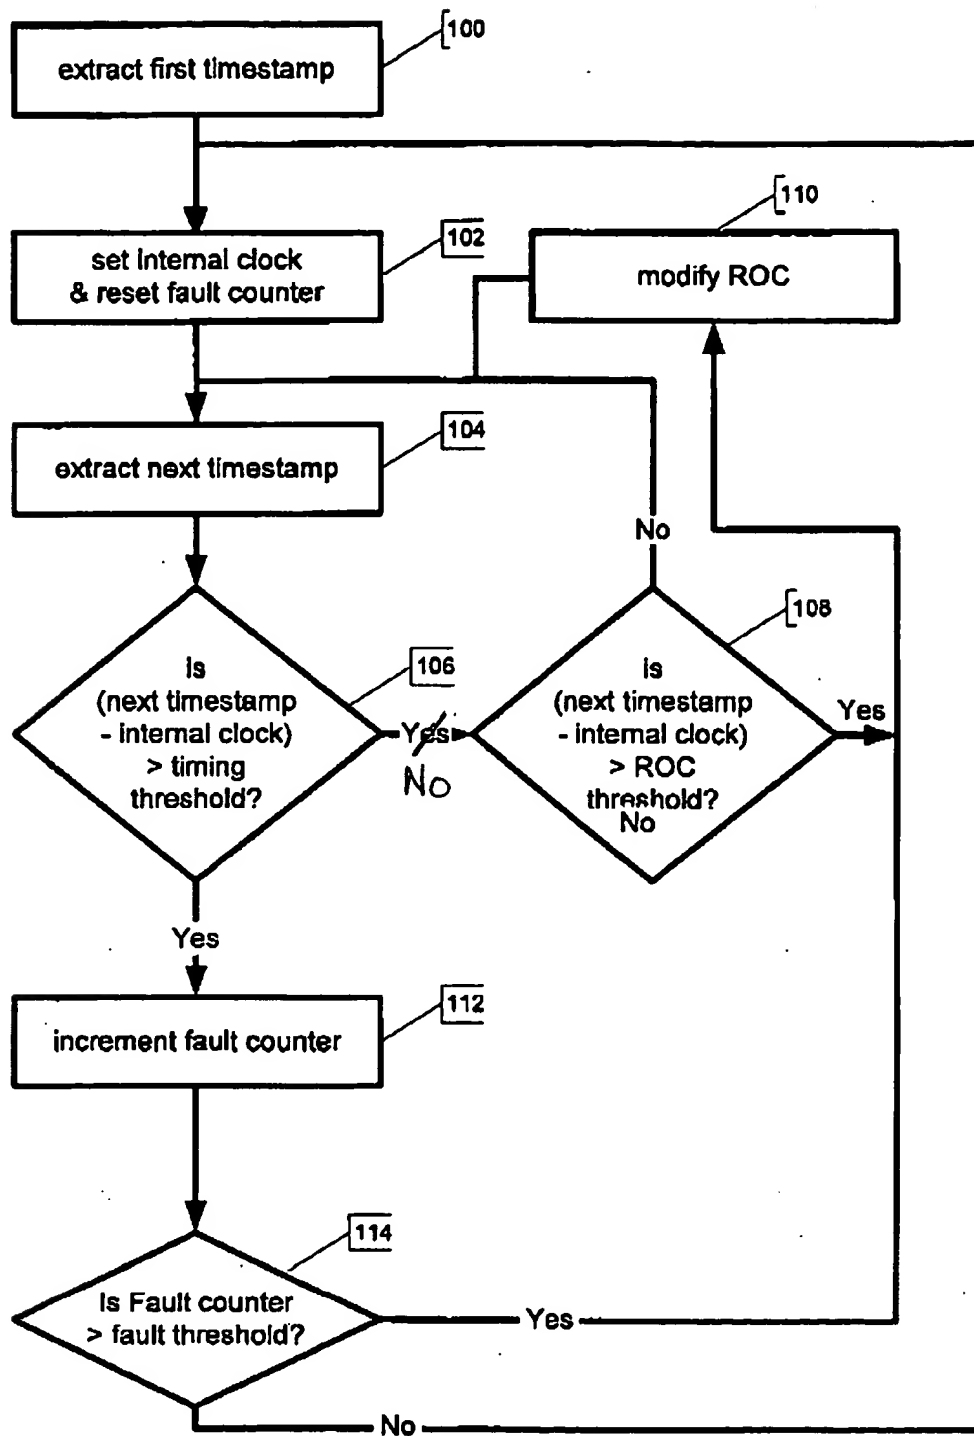 100
extract first timestamp
110
102
set internal clock
& reset fault counter
modify ROC
104
extract next timestamp
No
108
106
Is
(next timestamp
- internal clock)
> timing
threshold?
Yes
No
Is
(next timestamp
- internal clock)
> ROC
threshold?
No
Yes
Yes
112
increment fault counter
114
Is Fault counter
> fault threshold?
Yes
No